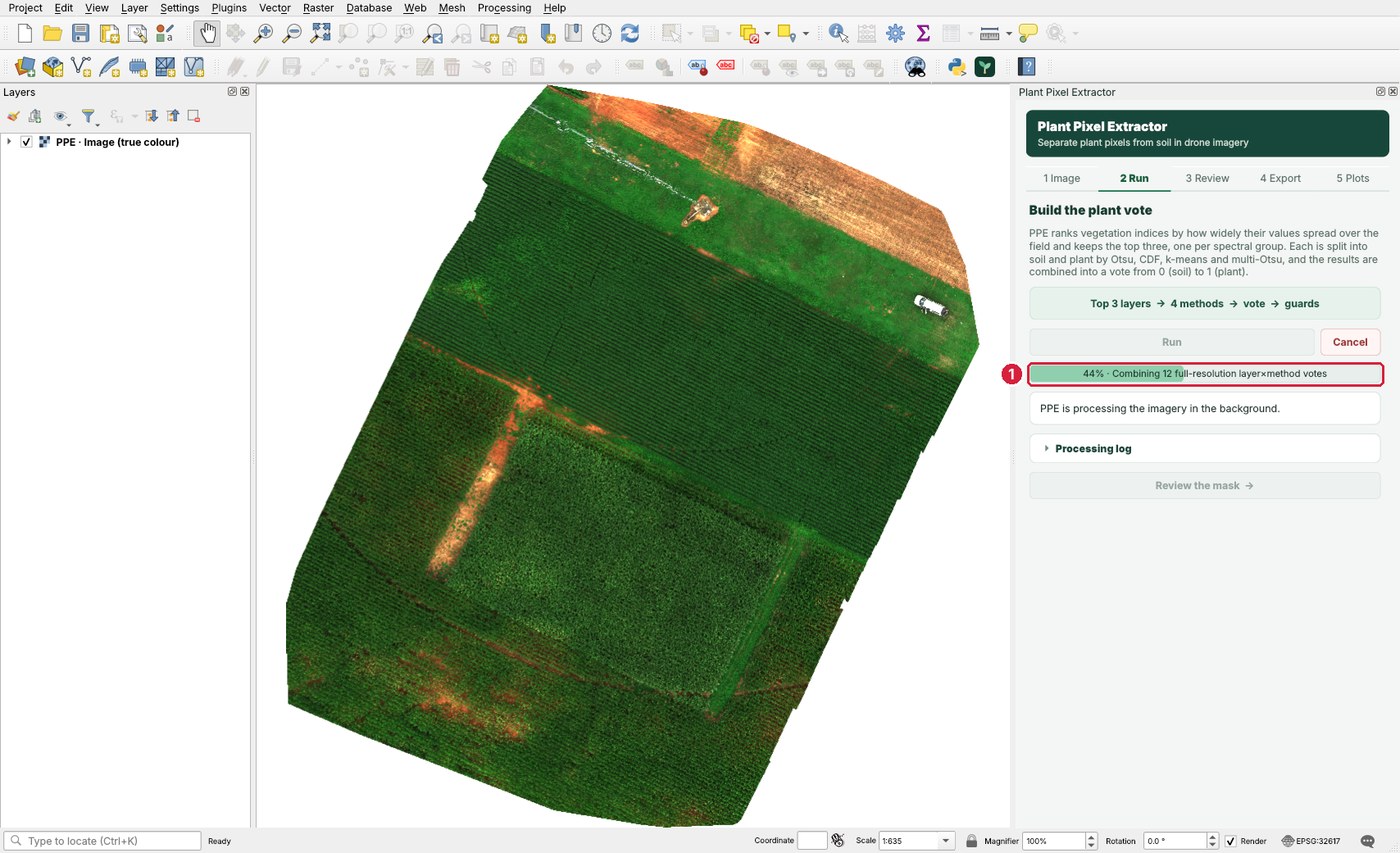 Project Edit View Layer Settings Plugins Vector Raster Database Web Mesh Processing Help
Layers
PPE · Image (true colour)
Plant Pixel Extractor
Plant Pixel Extractor
Separate plant pixels from soil in drone imagery
1 Image 2 Run 3 Review 4 Export 5 Plots
Build the plant vote
PPE ranks vegetation indices by how widely their values spread over the
field and keeps the top three, one per spectral group. Each is split into
soil and plant by Otsu, CDF, k-means and multi-Otsu, and the results are
combined into a vote from 0 (soil) to 1 (plant).
Top 3 layers → 4 methods → vote → guards
Run Cancel
1 44% · Combining 12 full-resolution layer×method votes
PPE is processing the imagery in the background.
Processing log
Review the mask →
Type to locate (Ctrl+K) Ready Coordinate Scale 1:635 Magnifier 100% Rotation 0.0 ° Render EPSG:32617